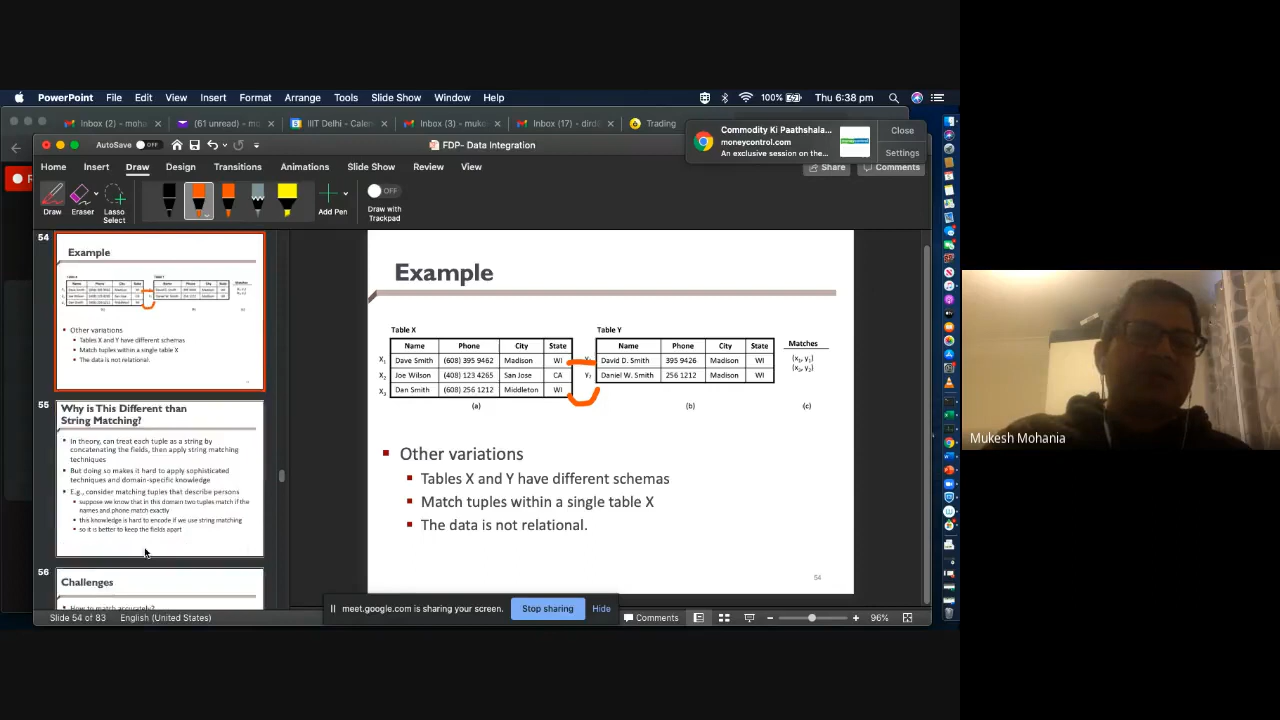 PowerPoint File Edit View Insert Format Arrange Tools Slide Show Window Help 100% Thu 6:38 pm
Inbox (2) - moha (61 unread) - m IIIT Delhi - Calen Inbox (3) - muko Inbox (17) - dird@ Trading
AutoSave OFF FDP- Data Integration
Commodity Ki Paathshala...
moneycontrol.com
An exclusive session on the...
Close
Settings
Home Insert Draw Design Transitions Animations Slide Show Review View Share Comments
Draw Eraser Lasso Select Add Pen OFF Draw with Trackpad
54
Example
Other variations
Tables X and Y have different schemas
Match tuples within a single table X
The data is not relational.
55
Why is This Different than
String Matching?
In theory, can treat each tuple as a string by
concatenating the fields, then apply string matching
techniques
But doing so makes it hard to apply sophisticated
techniques and domain-specific knowledge
E.g., consider matching tuples that describe persons
suppose we know that in this domain two tuples match if the
names and phone match exactly
this knowledge is hard to encode if we use string matching
so it is better to keep the fields apart
56
Challenges
How to match accurately?
Example
Table X
Name Phone City State
X1 Dave Smith (608) 395 9462 Madison WI
X2 Joe Wilson (408) 123 4265 San Jose CA
X3 Dan Smith (608) 256 1212 Middleton WI
(a)
Table Y
Name Phone City State
David D. Smith 395 9426 Madison WI
Daniel W. Smith 256 1212 Madison WI
(b)
Matches
(x1, y1)
(x3, y2)
(c)
Other variations
Tables X and Y have different schemas
Match tuples within a single table X
The data is not relational.
54
meet.google.com is sharing your screen. Stop sharing Hide
Slide 54 of 83 English (United States) Comments 96%
Mukesh Mohania